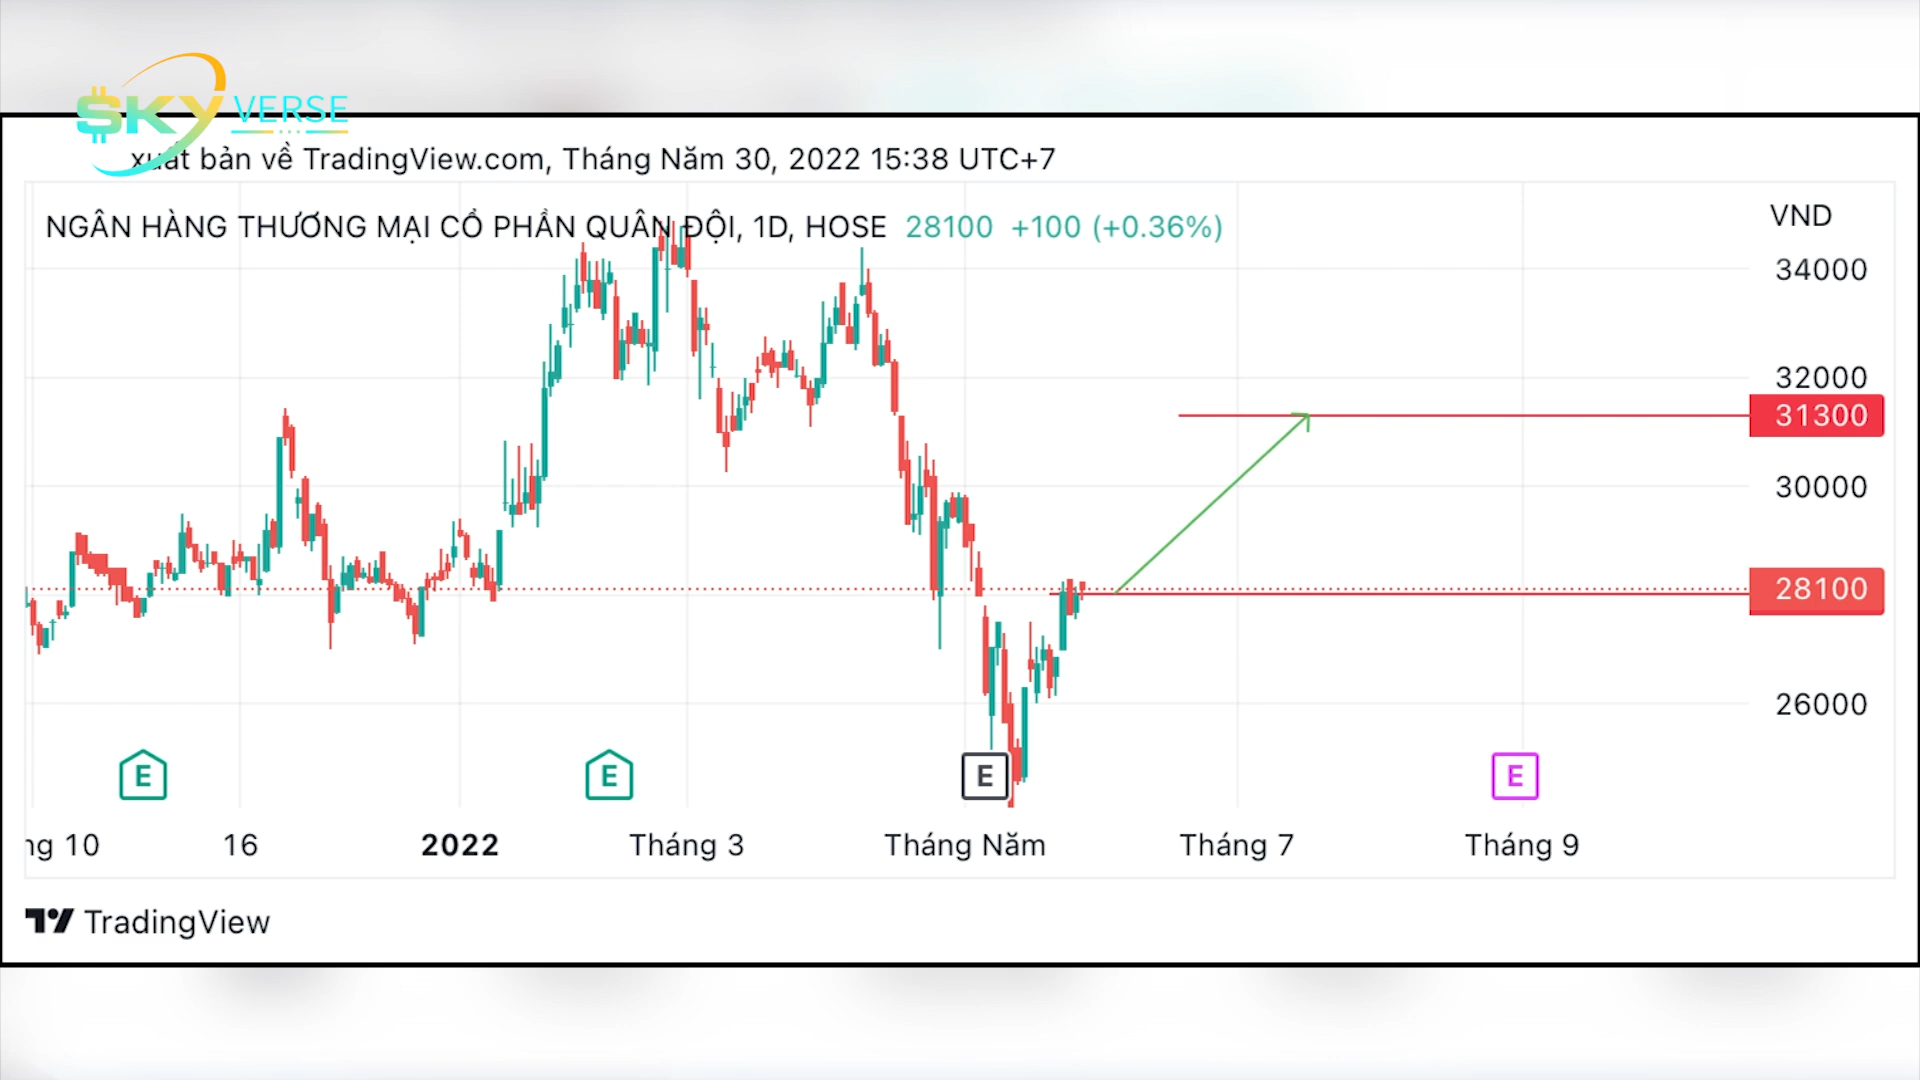 $KY VERSE
xuất bản về TradingView.com, Tháng Năm 30, 2022 15:38 UTC+7
NGÂN HÀNG THƯƠNG MẠI CỔ PHẦN QUÂN ĐỘI, 1D, HOSE 28100 +100 (+0.36%)
VND
34000
32000
31300
30000
28100
26000
E E E E
ng 10 16 2022 Tháng 3 Tháng Năm Tháng 7 Tháng 9
TradingView